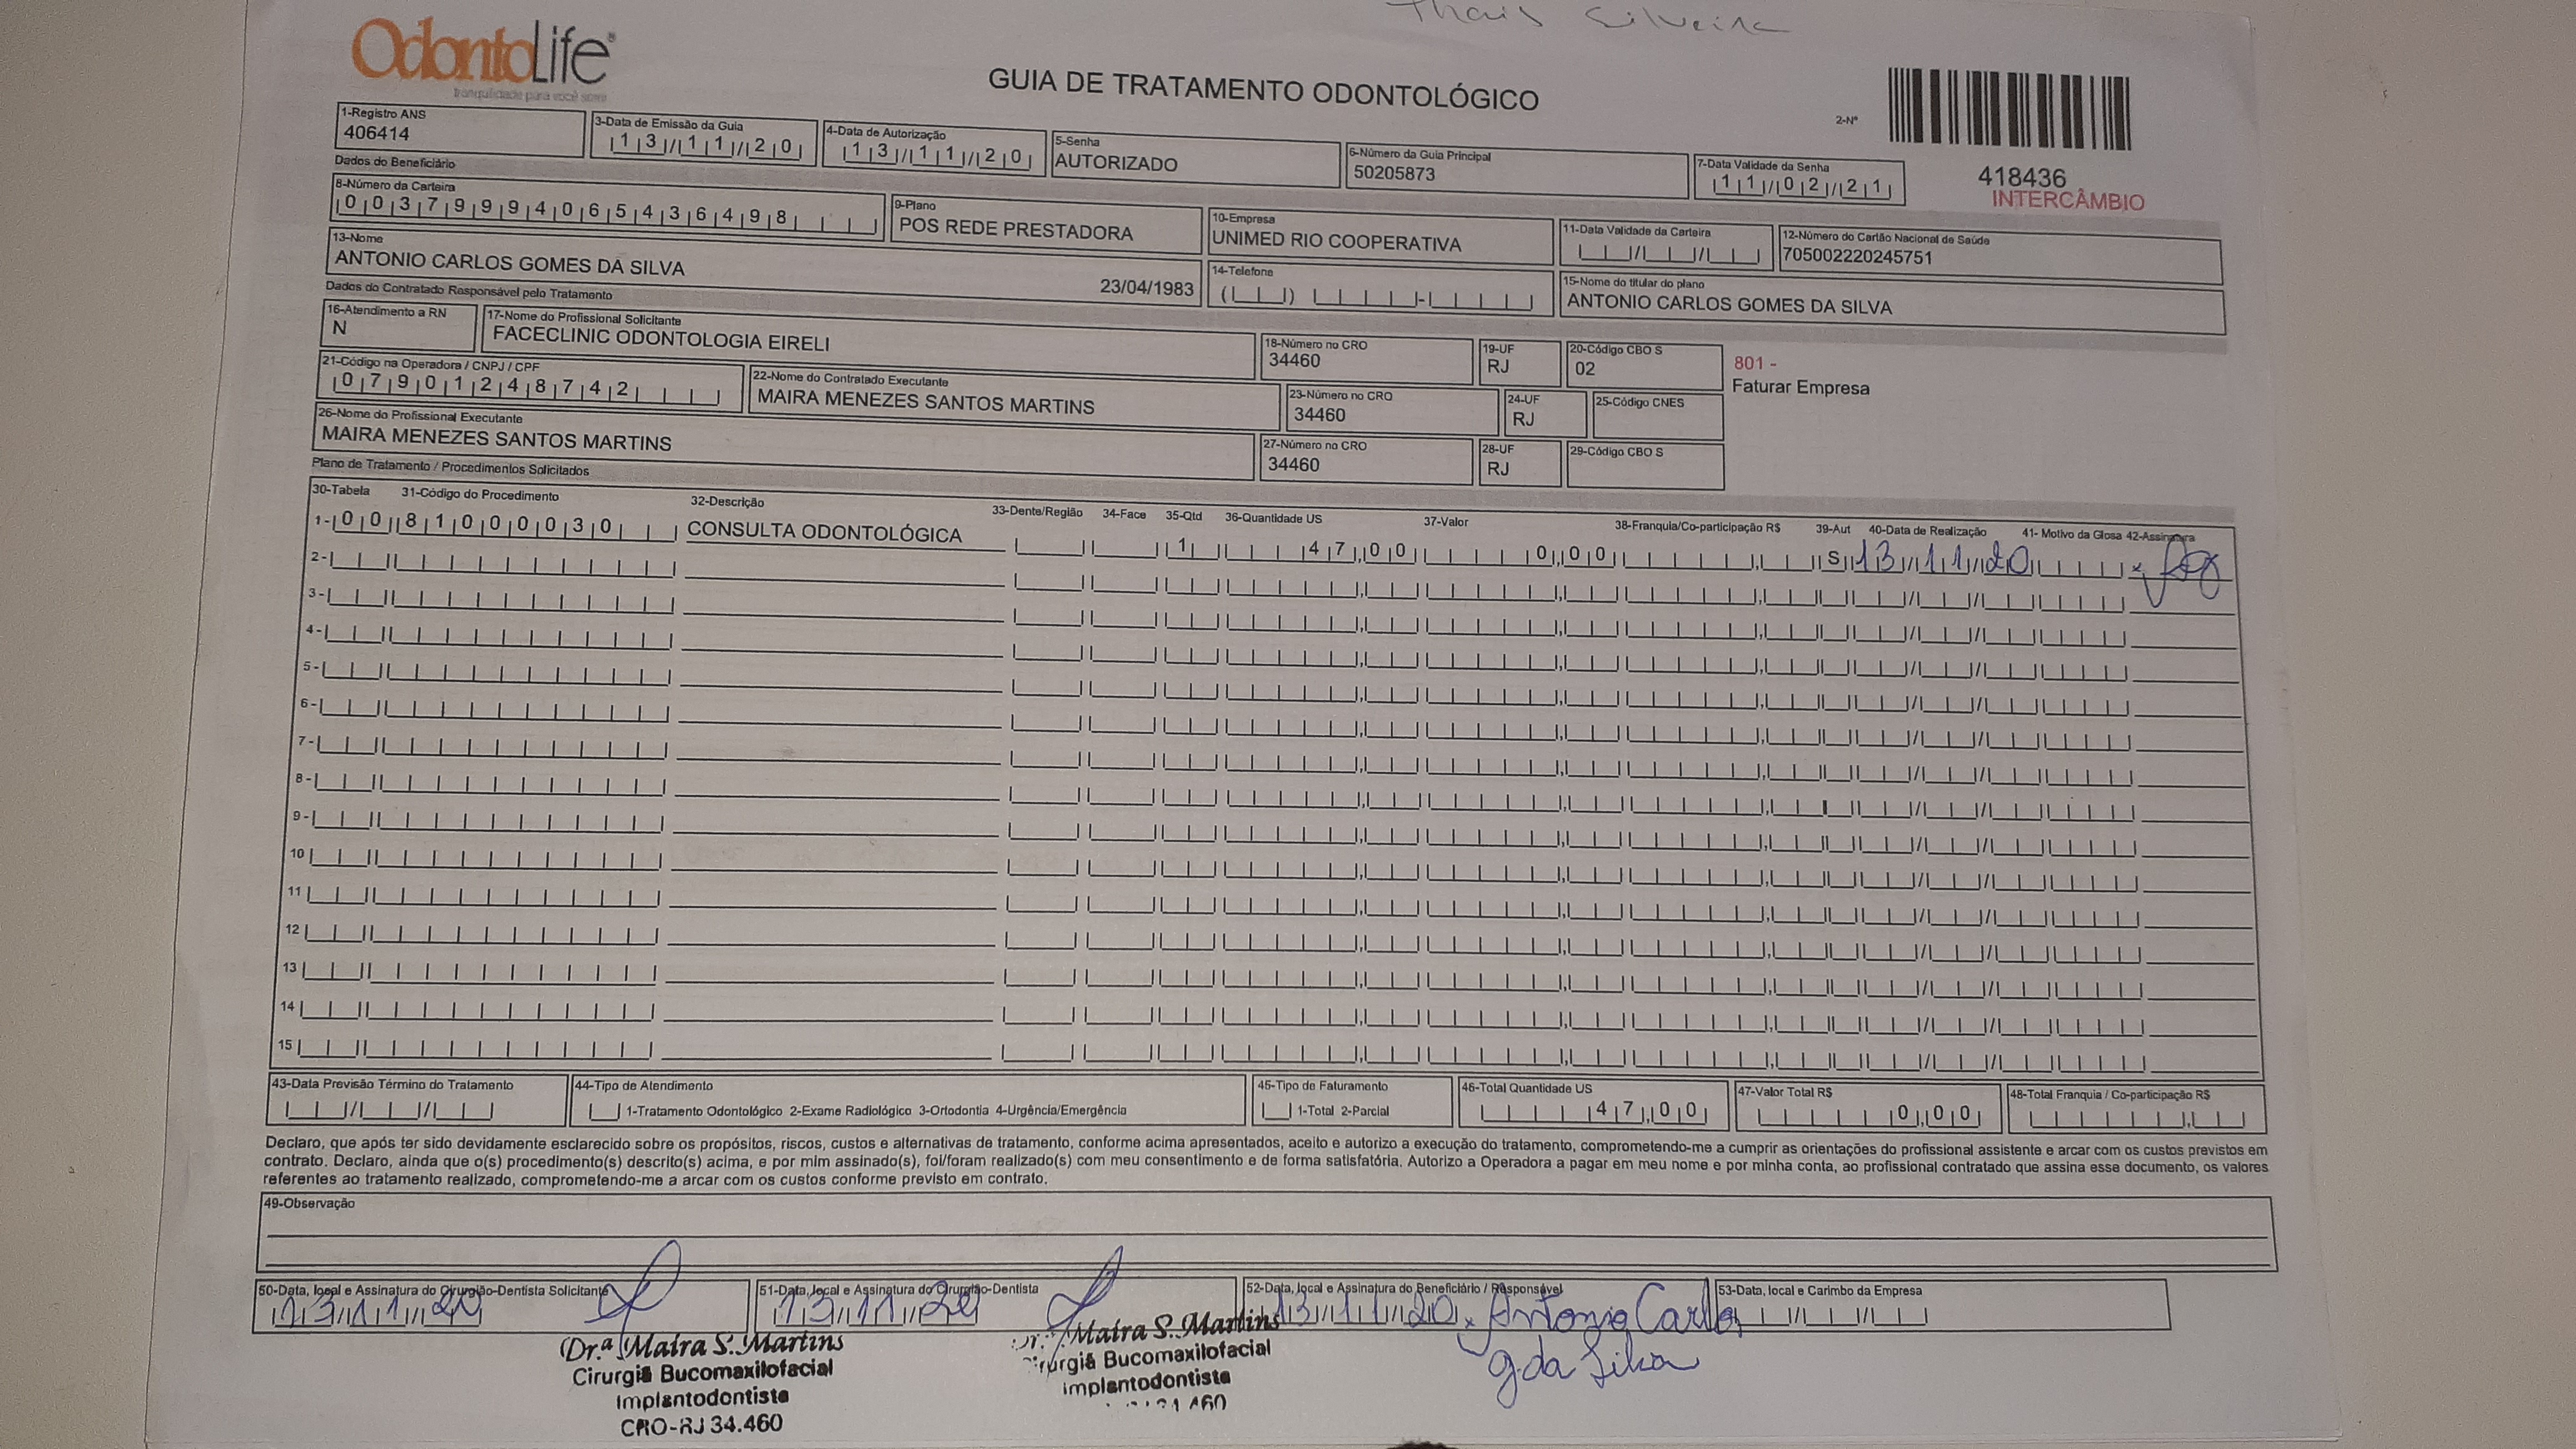 Thais Silveira
OdontoLife
tranquilidade para você sorrir
GUIA DE TRATAMENTO ODONTOLÓGICO
2-Nº
418436
INTERCÂMBIO
1-Registro ANS
406414
3-Data de Emissão da Guia
13/11/20
4-Data de Autorização
13/11/20
5-Senha
AUTORIZADO
6-Número da Guia Principal
50205873
7-Data Validade da Senha
11/02/21
Dados do Beneficiário
8-Número da Carteira
00379994065436498
9-Plano
POS REDE PRESTADORA
10-Empresa
UNIMED RIO COOPERATIVA
11-Data Validade da Carteira
12-Número do Cartão Nacional de Saúde
705002220245751
13-Nome
ANTONIO CARLOS GOMES DA SILVA 23/04/1983
14-Telefone
15-Nome do titular do plano
ANTONIO CARLOS GOMES DA SILVA
Dados do Contratado Responsável pelo Tratamento
16-Atendimento a RN
N
17-Nome do Profissional Solicitante
FACECLINIC ODONTOLOGIA EIRELI
18-Número no CRO
34460
19-UF
RJ
20-Código CBO S
02
801 -
Faturar Empresa
21-Código na Operadora / CNPJ / CPF
07901248742
22-Nome do Contratado Executante
MAIRA MENEZES SANTOS MARTINS
23-Número no CRO
34460
24-UF
RJ
25-Código CNES
26-Nome do Profissional Executante
MAIRA MENEZES SANTOS MARTINS
27-Número no CRO
34460
28-UF
RJ
29-Código CBO S
Plano de Tratamento / Procedimentos Solicitados
30-Tabela 31-Código do Procedimento 32-Descrição 33-Dente/Região 34-Face 35-Qtd 36-Quantidade US 37-Valor 38-Franquia/Co-participação R$ 39-Aut 40-Data de Realização 41- Motivo da Glosa 42-Assinatura
1- 00 81000030 CONSULTA ODONTOLÓGICA 1 47,00 0,00 S 13/11/20 x
2-
3-
4-
5-
6-
7-
8-
9-
10
11
12
13
14
15
43-Data Previsão Término do Tratamento
44-Tipo de Atendimento
1-Tratamento Odontológico 2-Exame Radiológico 3-Ortodontia 4-Urgência/Emergência
45-Tipo de Faturamento
1-Total 2-Parcial
46-Total Quantidade US
47,00
47-Valor Total R$
0,00
48-Total Franquia / Co-participação R$
Declaro, que após ter sido devidamente esclarecido sobre os propósitos, riscos, custos e alternativas de tratamento, conforme acima apresentados, aceito e autorizo a execução do tratamento, comprometendo-me a cumprir as orientações do profissional assistente e arcar com os custos previstos em
contrato. Declaro, ainda que o(s) procedimento(s) descrito(s) acima, e por mim assinado(s), foi/foram realizado(s) com meu consentimento e de forma satisfatória. Autorizo a Operadora a pagar em meu nome e por minha conta, ao profissional contratado que assina esse documento, os valores
referentes ao tratamento realizado, comprometendo-me a arcar com os custos conforme previsto em contrato.
49-Observação
50-Data, local e Assinatura do Cirurgião-Dentista Solicitante
13/11/20
51-Data, local e Assinatura do Cirurgião-Dentista
13/11/20
52-Data, local e Assinatura do Beneficiário / Responsável
13/11/20 x Antonio Carlos
G. da Silva
53-Data, local e Carimbo da Empresa
Dr.ª Maira S. Martins
Cirurgiã Bucomaxilofacial
Implantodontista
CRO-RJ 34.460
Dr.ª Maira S. Martins
Cirurgiã Bucomaxilofacial
Implantodontista